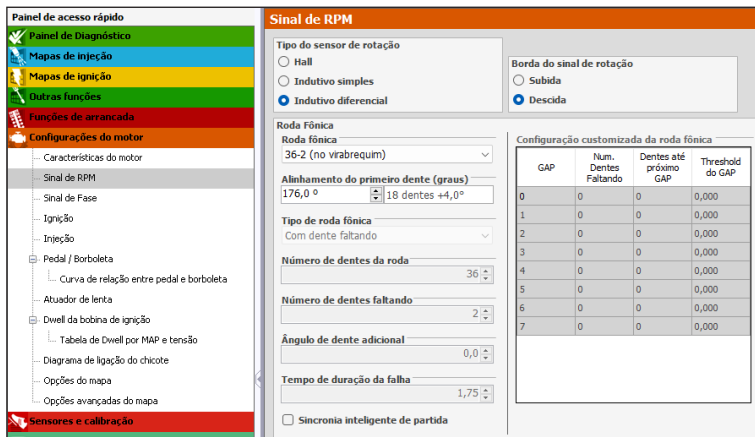 Painel de acesso rápido
Painel de Diagnóstico
Mapas de injeção
Mapas de ignição
Outras funções
Funções de arrancada
Configurações do motor
Características do motor
Sinal de RPM
Sinal de Fase
Ignição
Injeção
Pedal / Borboleta
Curva de relação entre pedal e borboleta
Atuador de lenta
Dwell da bobina de ignição
Tabela de Dwell por MAP e tensão
Diagrama de ligação do chicote
Opções do mapa
Opções avançadas do mapa
Sensores e calibração
Sinal de RPM
Tipo do sensor de rotação
Hall
Indutivo simples
Indutivo diferencial
Borda do sinal de rotação
Subida
Descida
Roda Fônica
Roda fônica
36-2 (no virabrequim)
Alinhamento do primeiro dente (graus)
176,0 º 18 dentes +4,0°
Tipo de roda fônica
Com dente faltando
Número de dentes da roda
36
Número de dentes faltando
2
Ângulo de dente adicional
0,0
Tempo de duração da falha
1,75
Sincronia inteligente de partida
Configuração customizada da roda fônica
GAP Num. Dentes Faltando Dentes até próximo GAP Threshold do GAP
0 0 0 0,000
1 0 0 0,000
2 0 0 0,000
3 0 0 0,000
4 0 0 0,000
5 0 0 0,000
6 0 0 0,000
7 0 0 0,000